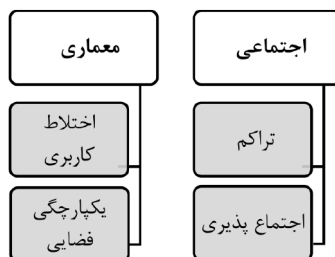 اجتماعی
تراکم
اجتماع پذیری
معماری
اختلاط
کاربری
یکپارچگی
فضایی